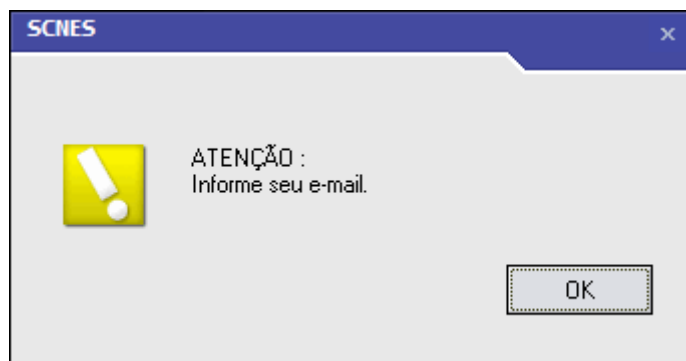 SCNES
ATENÇÃO :
Informe seu e-mail.
OK